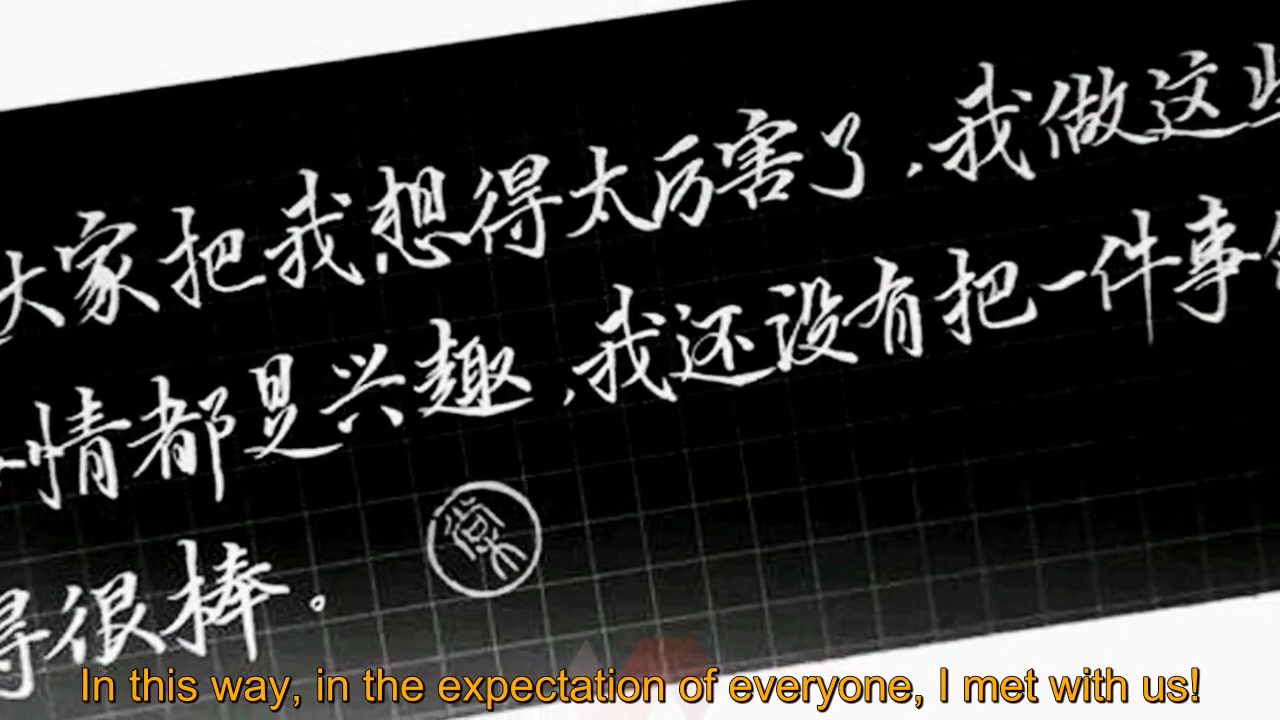 大家把我想得太厉害了,我做这些
情都是兴趣,我还没有把一件事
得很棒。
In this way, in the expectation of everyone, I met with us!